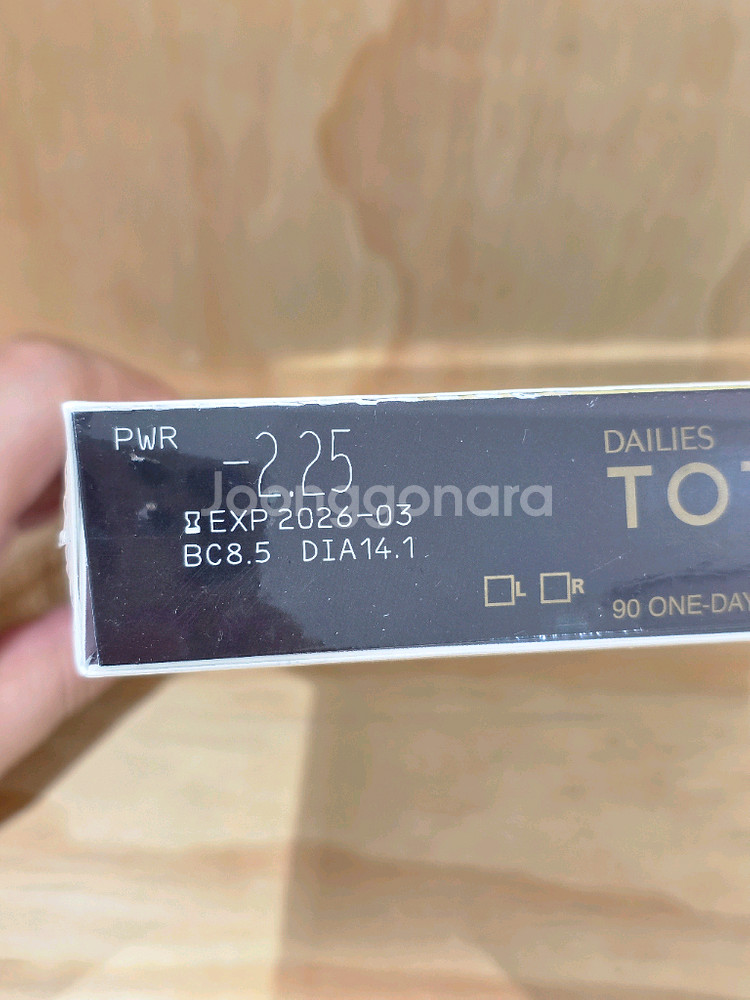 PWR -2.25
EXP 2026-03
BC8.5 DIA14.1
L R
DAILIES
TOT
90 ONE-DAY
Joonggonara